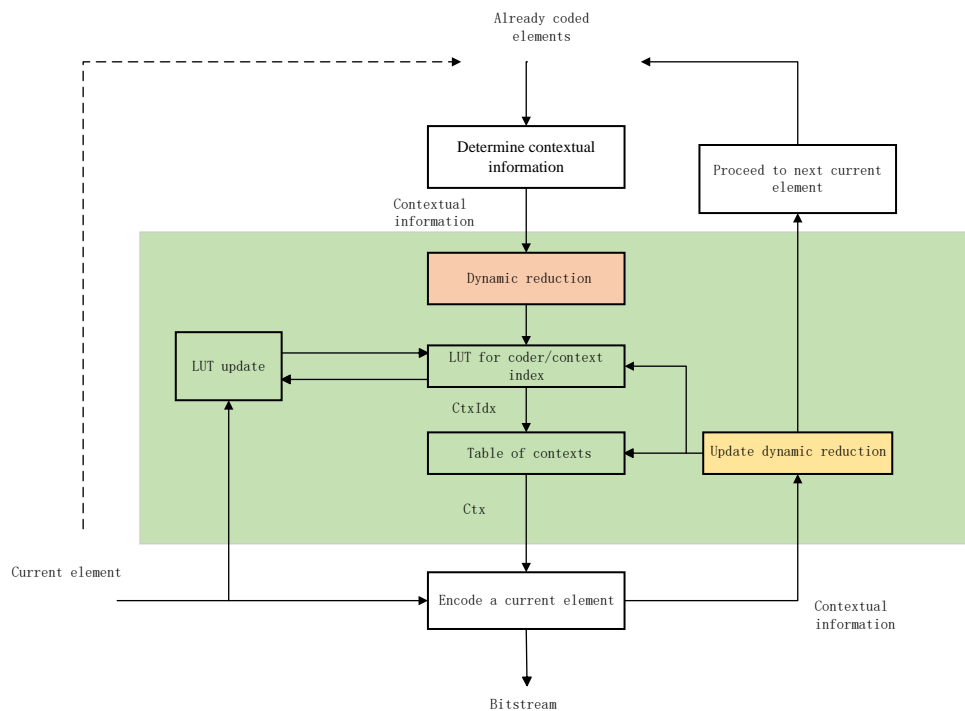 Already coded
elements
Determine contextual
information
Proceed to next current
element
Contextual
information
Dynamic reduction
LUT update
LUT for coder/context
index
CtxIdx
Table of contexts
Update dynamic reduction
Ctx
Current element
Encode a current element
Contextual
information
Bitstream